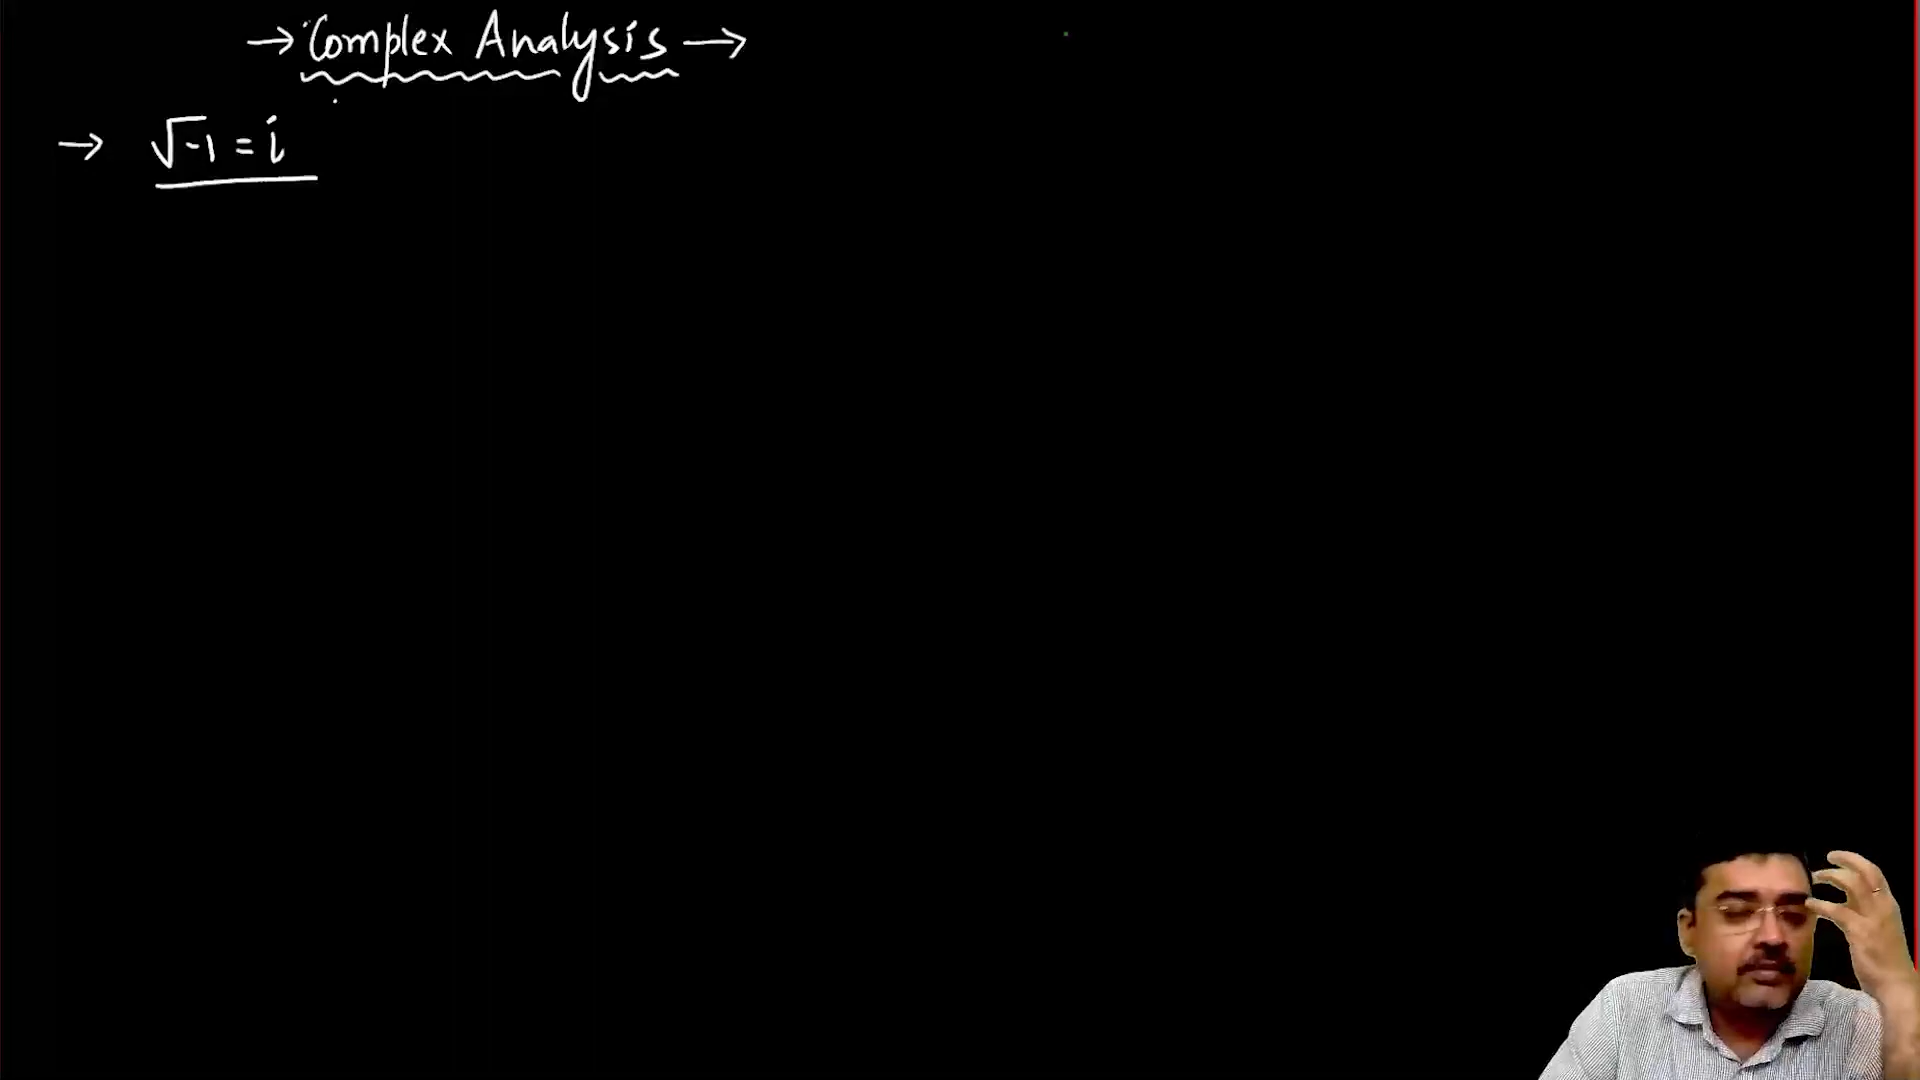 → Complex Analysis →
→ √-1 = i